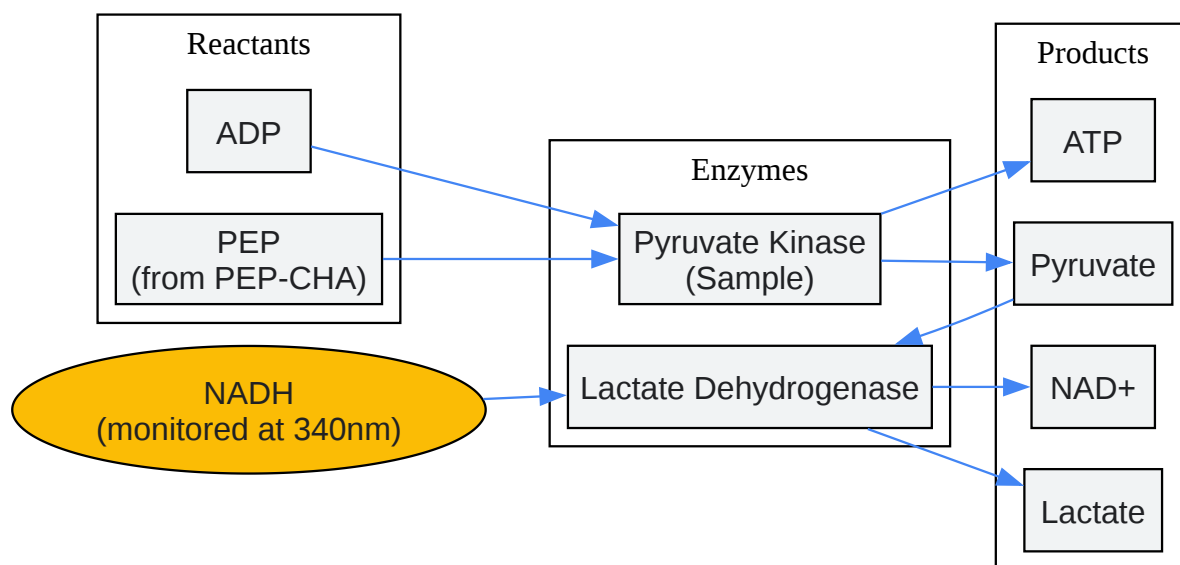 Reactants
ADP
PEP
(from PEP-CHA)
NADH
(monitored at 340nm)
Enzymes
Pyruvate Kinase
(Sample)
Lactate Dehydrogenase
Products
ATP
Pyruvate
NAD+
Lactate